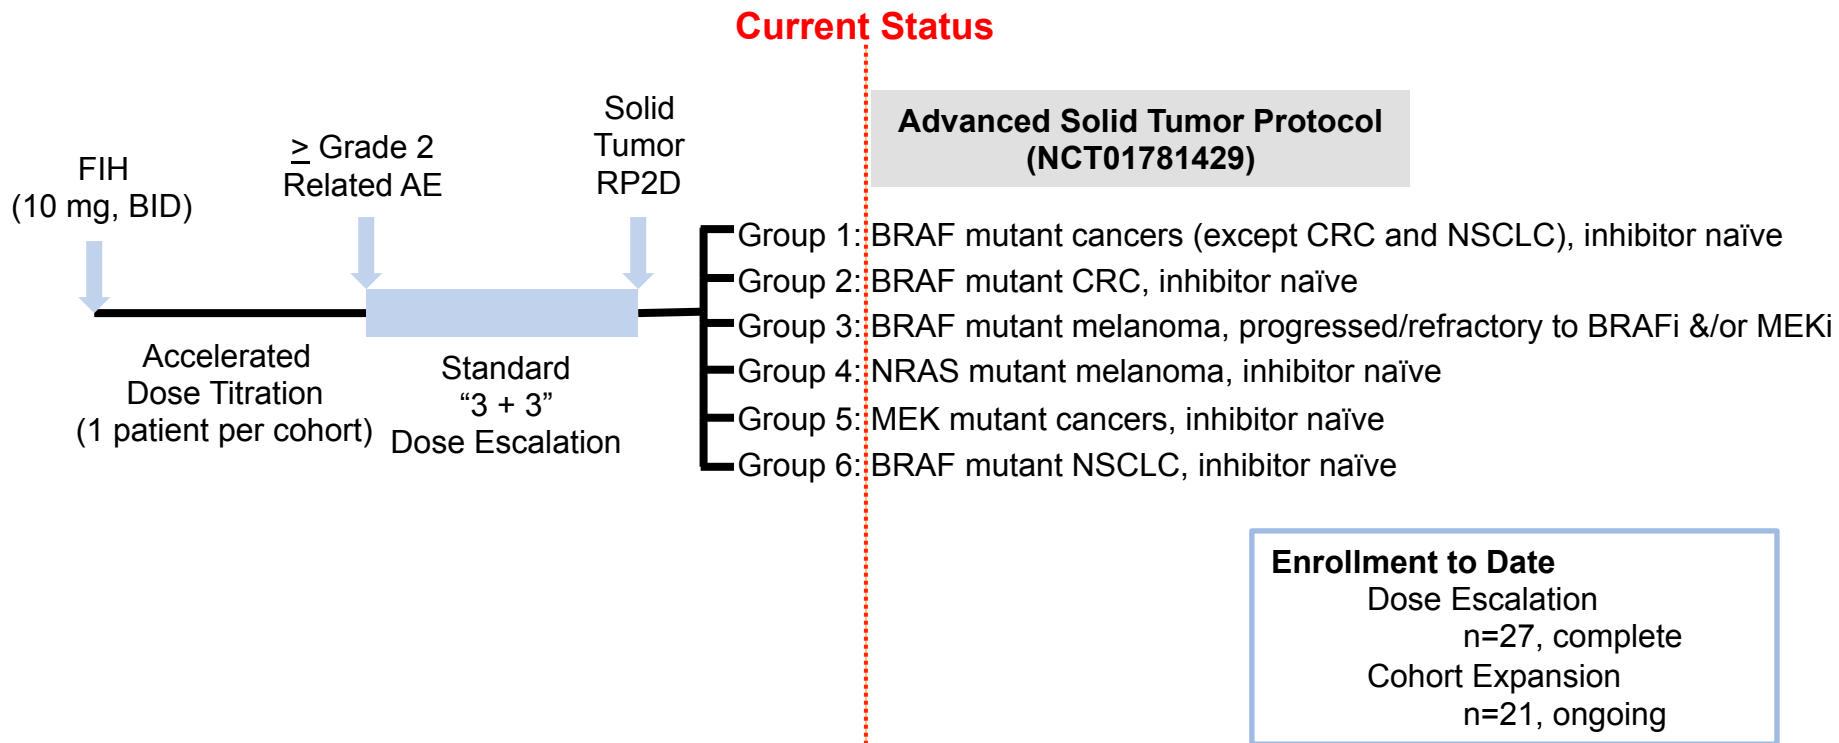 Current Status
Advanced Solid Tumor Protocol
(NCT01781429)
FIH
(10 mg, BID)
≥ Grade 2
Related AE
Solid
Tumor
RP2D
Accelerated
Dose Titration
(1 patient per cohort)
Standard
“3 + 3”
Dose Escalation
Group 1: BRAF mutant cancers (except CRC and NSCLC), inhibitor naïve
Group 2: BRAF mutant CRC, inhibitor naïve
Group 3: BRAF mutant melanoma, progressed/refractory to BRAFi &/or MEKi
Group 4: NRAS mutant melanoma, inhibitor naïve
Group 5: MEK mutant cancers, inhibitor naïve
Group 6: BRAF mutant NSCLC, inhibitor naïve
Enrollment to Date
Dose Escalation
n=27, complete
Cohort Expansion
n=21, ongoing